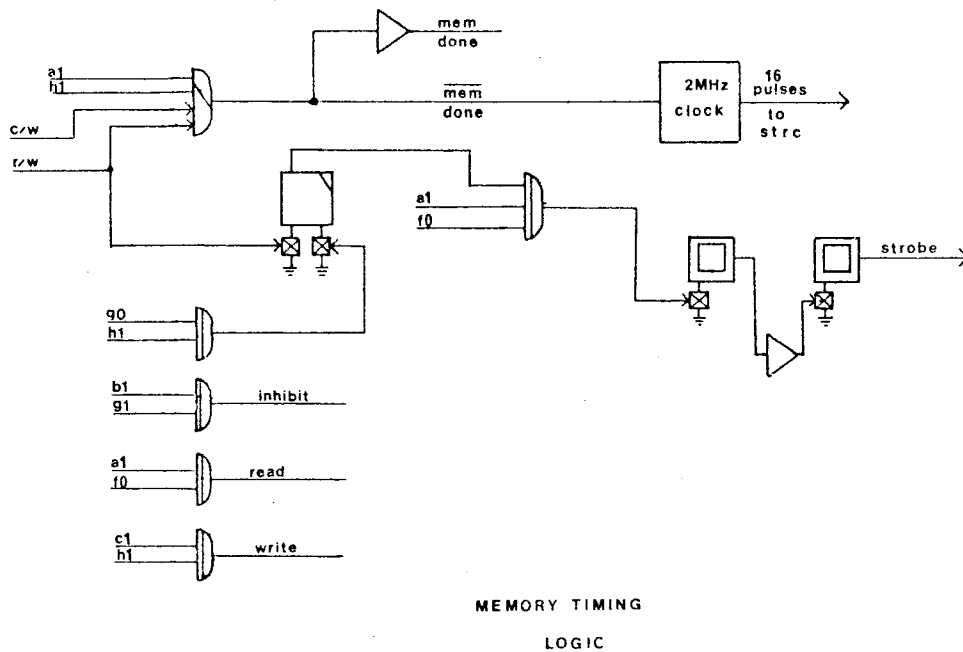 mem
done
a1
h1
mem
done
2MHz
clock
16
pulses
to
strc
c/w
r/w
a1
f0
strobe
g0
h1
b1
inhibit
g1
a1
read
f0
c1
write
h1
MEMORY TIMING
LOGIC